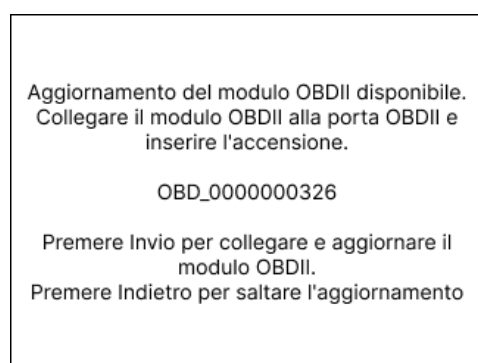 Aggiornamento del modulo OBDII disponibile.
Collegare il modulo OBDII alla porta OBDII e
inserire l'accensione.
OBD_0000000326
Premere Invio per collegare e aggiornare il
modulo OBDII.
Premere Indietro per saltare l'aggiornamento